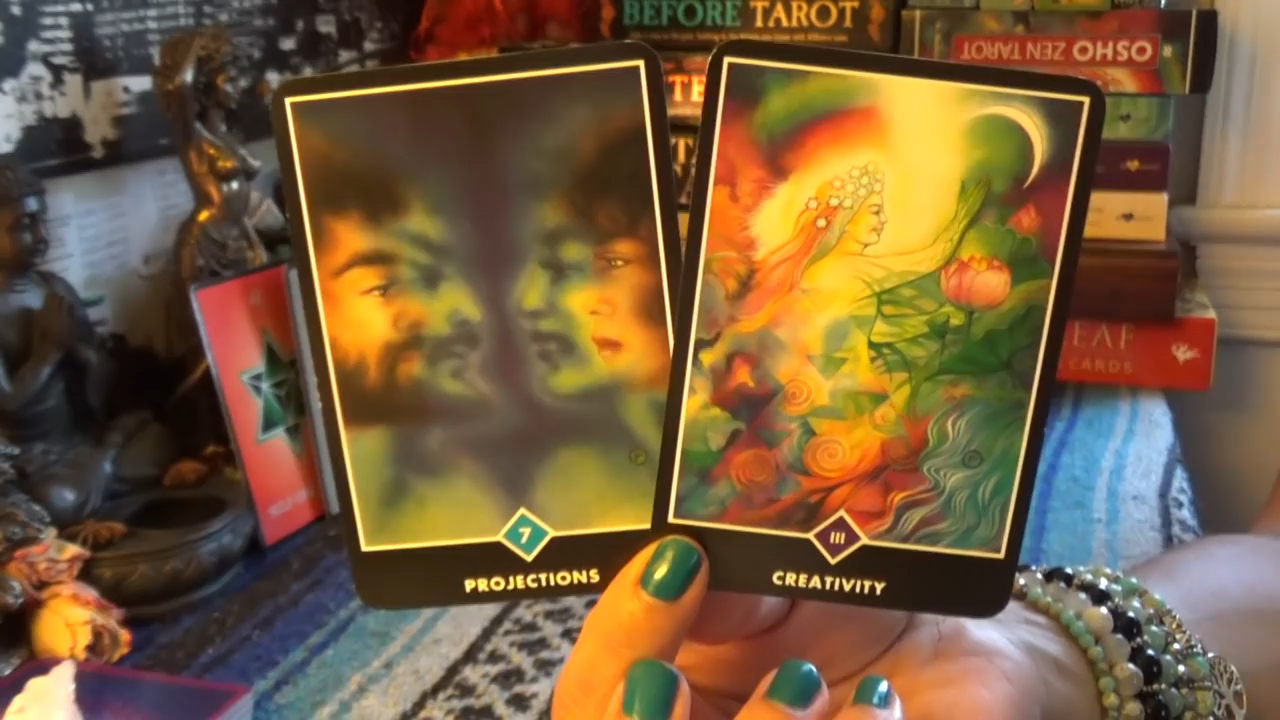 BEFORE TAROT
OSHO ZEN TAROT
TE
T
EAF
CARDS
7
PROJECTIONS
III
CREATIVITY